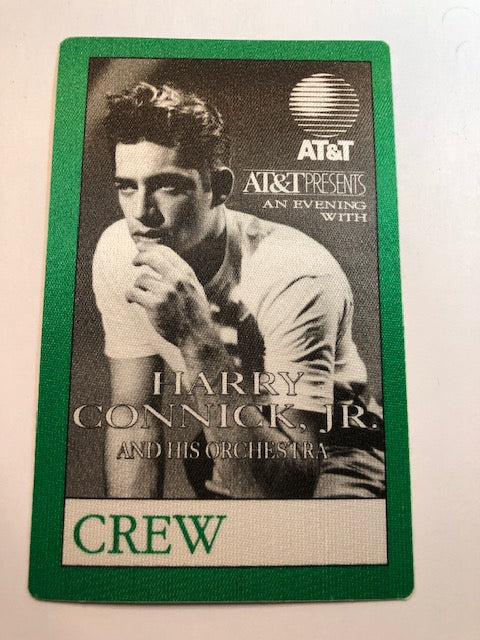 AT&T
AT&T PRESENTS
AN EVENING
WITH
HARRY
CONNICK, JR.
AND HIS ORCHESTRA
CREW